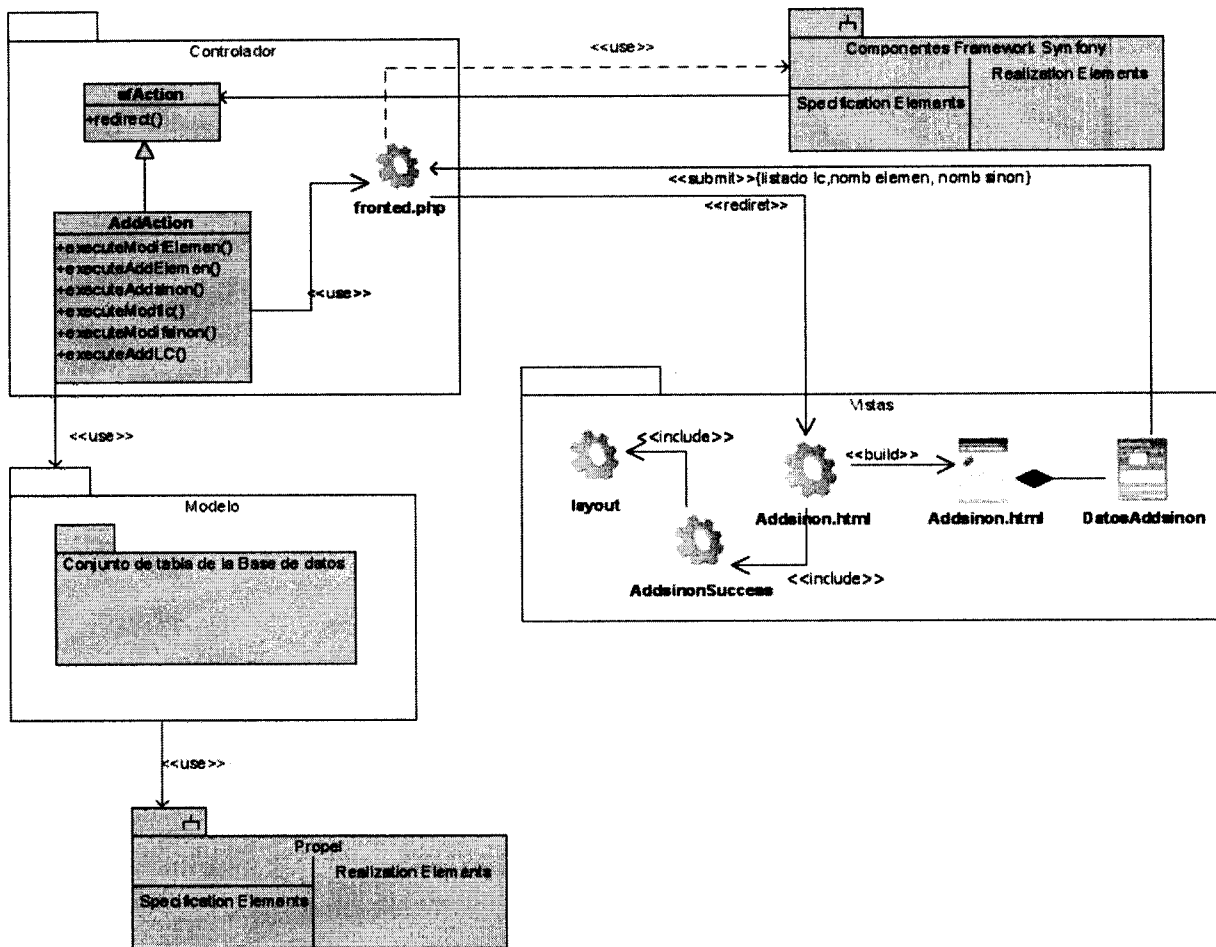 Controlador
sfAction
+redirect()
AddAction
+executeModifElemen()
+executeAddElemen()
+executeAddsinon()
+executeModiflc()
+executeModifsinon()
+executeAddLC()
fronted.php
<<use>>
<<use>>
Componentes Framework Symfony
Realization Elements
Specification Elements
<<submit>>{listado lc,nomb elemen, nomb sinon}
<<rediret>>
<<use>>
Vistas
<<include>>
<<build>>
layout
Addsinon.html
Addsinon.html
DatosAddsinon
AddsinonSuccess
<<include>>
Modelo
Conjunto de tabla de la Base de datos
<<use>>
Propel
Realization Elements
Specification Elements